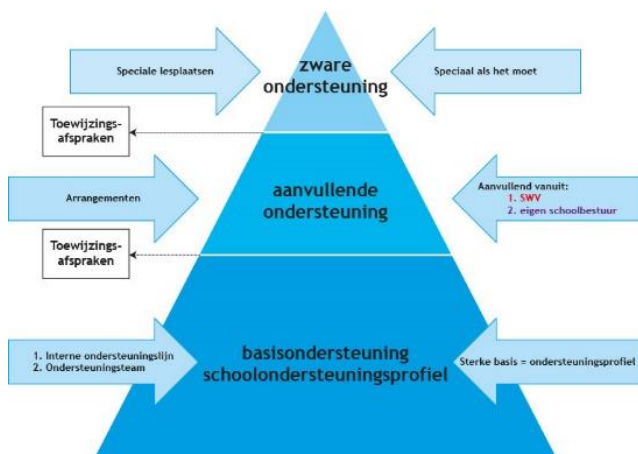 Speciale lesplaatsen
zware
ondersteuning
Speciaal als het moet
Toewijzings-
afspraken
Arrangementen
aanvullende
ondersteuning
Aanvullend vanuit:
1. SWV
2. eigen schoolbestuur
Toewijzings-
afspraken
1. Interne ondersteuningslijn
2. Ondersteuningsteam
basisondersteuning
schoolondersteuningsprofiel
Sterke basis = ondersteuningsprofiel